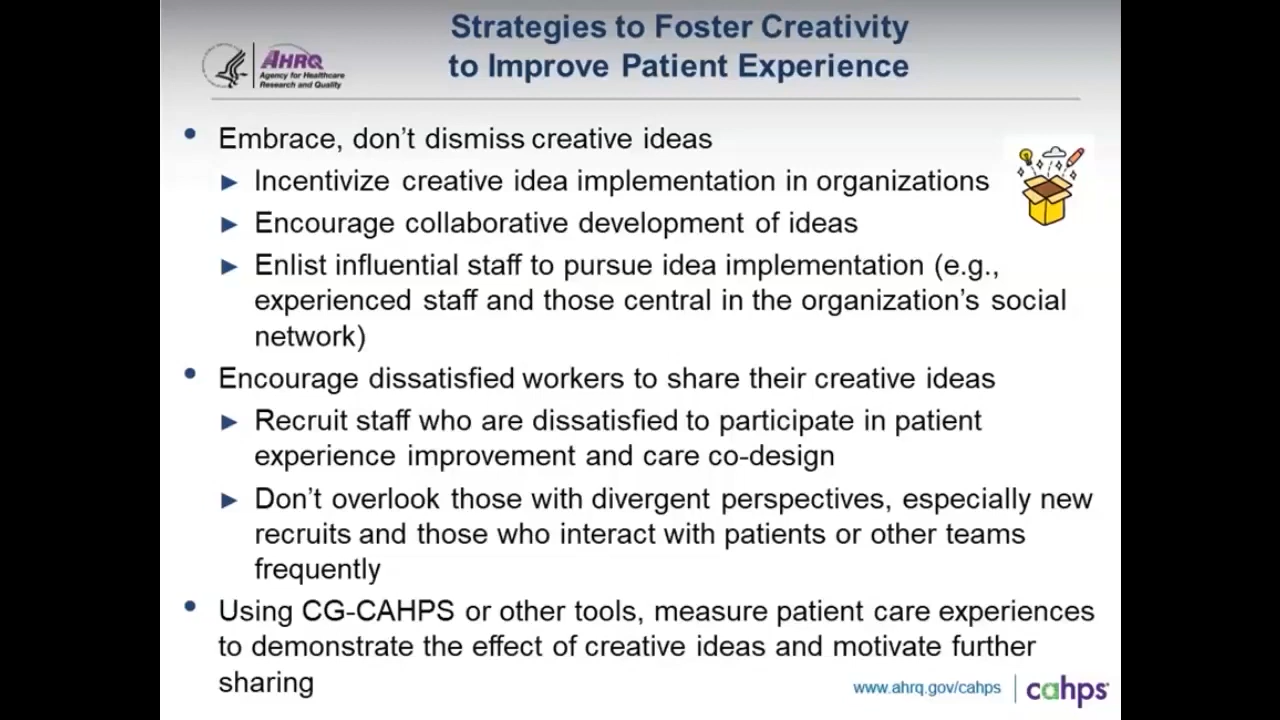 Strategies to Foster Creativity
to Improve Patient Experience
AHRQ
Agency for Healthcare
Research and Quality
• Embrace, don't dismiss creative ideas
► Incentivize creative idea implementation in organizations
► Encourage collaborative development of ideas
► Enlist influential staff to pursue idea implementation (e.g.,
experienced staff and those central in the organization's social
network)
• Encourage dissatisfied workers to share their creative ideas
► Recruit staff who are dissatisfied to participate in patient
experience improvement and care co-design
► Don't overlook those with divergent perspectives, especially new
recruits and those who interact with patients or other teams
frequently
• Using CG-CAHPS or other tools, measure patient care experiences
to demonstrate the effect of creative ideas and motivate further
sharing
www.ahrq.gov/cahps
cahps